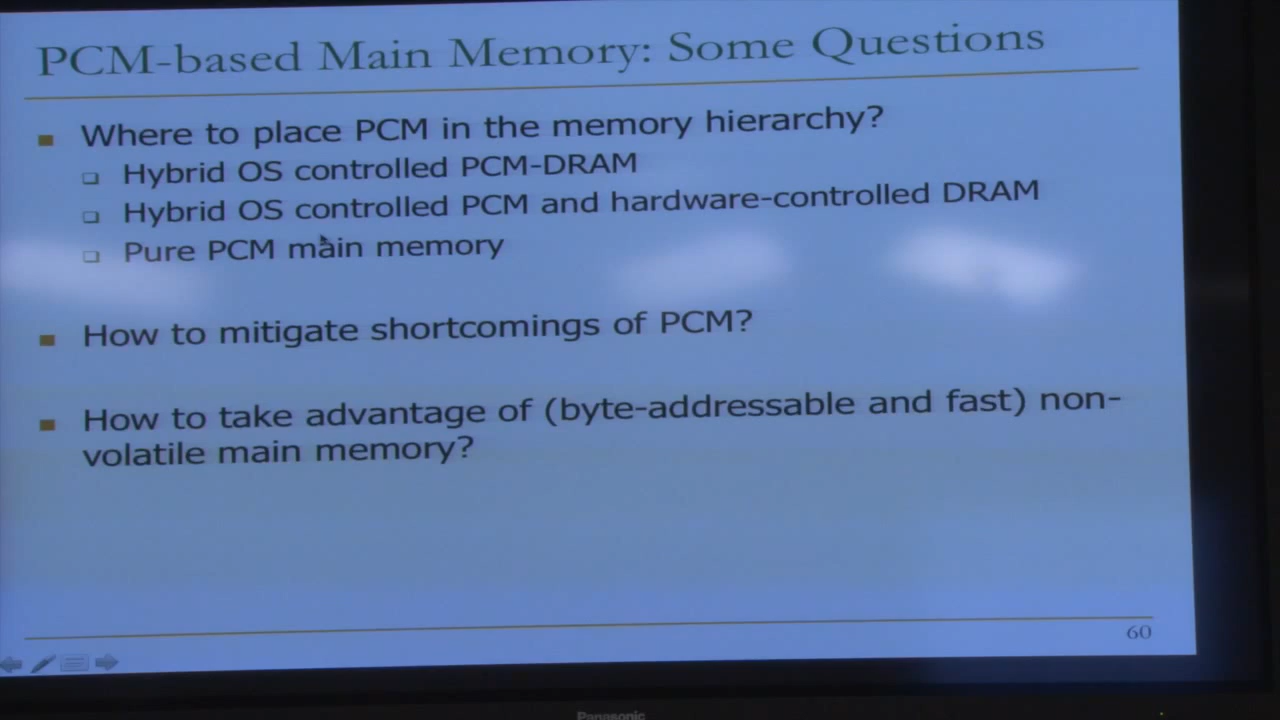 PCM-based Main Memory: Some Questions
Where to place PCM in the memory hierarchy?
Hybrid OS controlled PCM-DRAM
Hybrid OS controlled PCM and hardware-controlled DRAM
Pure PCM main memory
How to mitigate shortcomings of PCM?
How to take advantage of (byte-addressable and fast) non-
volatile main memory?
60
Panasonic